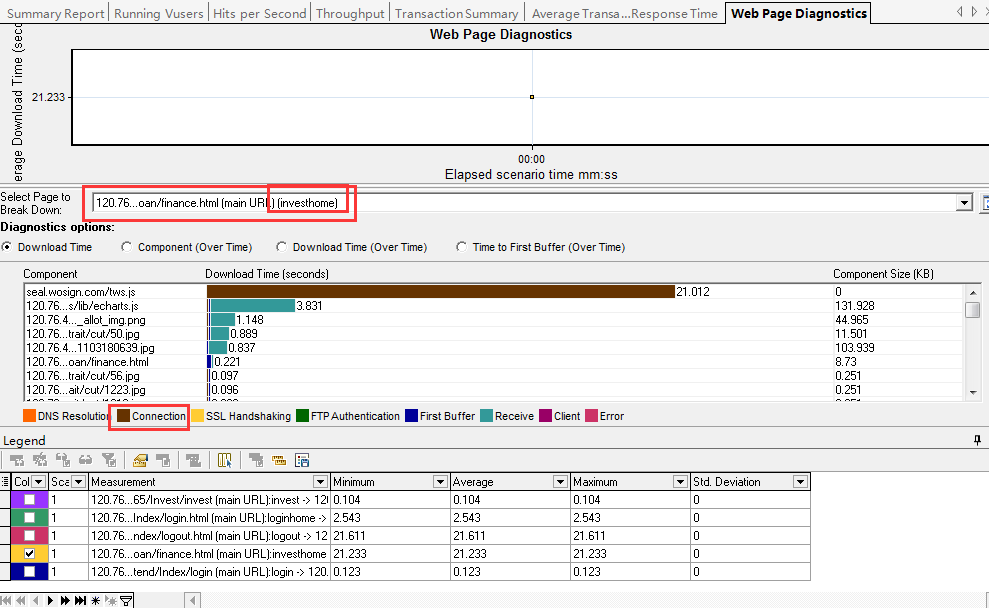 Summary Report Running Vusers Hits per Second Throughput Transaction Summary Average Transa...Response Time Web Page Diagnostics
Web Page Diagnostics
erage Download Time (seco
21.233
00:00
Elapsed scenario time mm:ss
Select Page to
Break Down:
120.76...oan/finance.html (main URL) (investhome)
Diagnostics options:
Download Time Component (Over Time) Download Time (Over Time) Time to First Buffer (Over Time)
Component Download Time (seconds) Component Size (KB)
seal.wosign.com/tws.js 21.012 0
120.76...s/lib/echarts.js 3.831 131.928
120.76.4..._allot_img.png 1.148 44.965
120.76...trait/cut/50.jpg 0.889 11.501
120.76.4...1103180639.jpg 0.837 103.939
120.76...oan/finance.html 0.221 8.73
120.76...trait/cut/56.jpg 0.097 0.251
120.76...ait/cut/1223.jpg 0.096 0.251
DNS Resolution Connection SSL Handshaking FTP Authentication First Buffer Receive Client Error
Legend
Col Sca Measurement Minimum Average Maximum Std. Deviation
1 120.76...65/Invest/invest (main URL):invest -> 120 0.104 0.104 0.104 0
1 120.76...Index/login.html (main URL):loginhome -> 2.543 2.543 2.543 0
1 120.76...ndex/logout.html (main URL):logout -> 12 21.611 21.611 21.611 0
1 120.76...oan/finance.html (main URL):investhome 21.233 21.233 21.233 0
1 120.76...tend/Index/login (main URL):login -> 120. 0.123 0.123 0.123 0